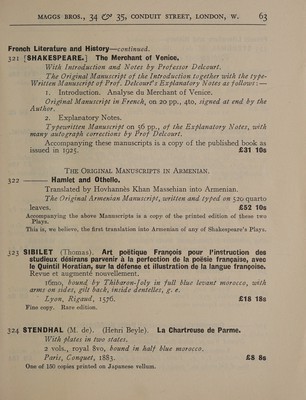 MAGGS BROS., 34 & 35, CONDUIT STREET, LONDON, W. 63
French Literature and History—continued.
321 [SHAKESPEARE.] The Merchant of Venice.
With Introduction and Notes by Professor Delcourt.
The Original Manuscript of the Introduction together with the type-
Written Manuscript of Prof. Delcourt's Explanatory Notes as follows:—
1. Introduction. Analyse du Merchant of Venice.
Original Manuscript in French, on 20 pp., 4to, signed at end by the
Author.
2. Explanatory Notes.
Typewritten Manuscript on 56 pp., of the Explanatory Notes, with
many autograph corrections by Prof Delcourt.
Accompanying these manuscripts is a copy of the published book as
issued in 1925. £31 10s
THE ORIGINAL MANUSCRIPTS IN ARMENIAN.
322 ——— Hamlet and Othello.
Translated by Hovhannès Khan Massehian into Armenian.
The Original Armenian Manuscript, written and typed on 320 quarto
leaves. £52 10s
Accompanying the above Manuscripts is a copy of the printed edition of these two
Plays.
This is, we believe, the first translation into Armenian of any of Shakespeare's Plays.
323 SIBILET (Thomas). Art poëtique François pour l'instruction des
studieux désirans parvenir à la perfection de la poësie française, avec
le Quintil Horatian, sur la défense et illustration de la langue françoise.
Revue et augmenté nouvellement.
16mo, bound by Thibaron-Joly in full blue levant morocco, with
arms on sides, gilt back, inside dentelles, g. e.
Lyon, Rigaud, 1576. £18 18s
Fine copy. Rare edition.
324 STENDHAL (M. de). (Henri Beyle). La Chartreuse de Parme.
With plates in two states.
2 vols., royal 8vo, bound in half blue morocco.
Paris, Conquet, 1883. £8 8s
One of 150 copies printed on Japanese vellum.